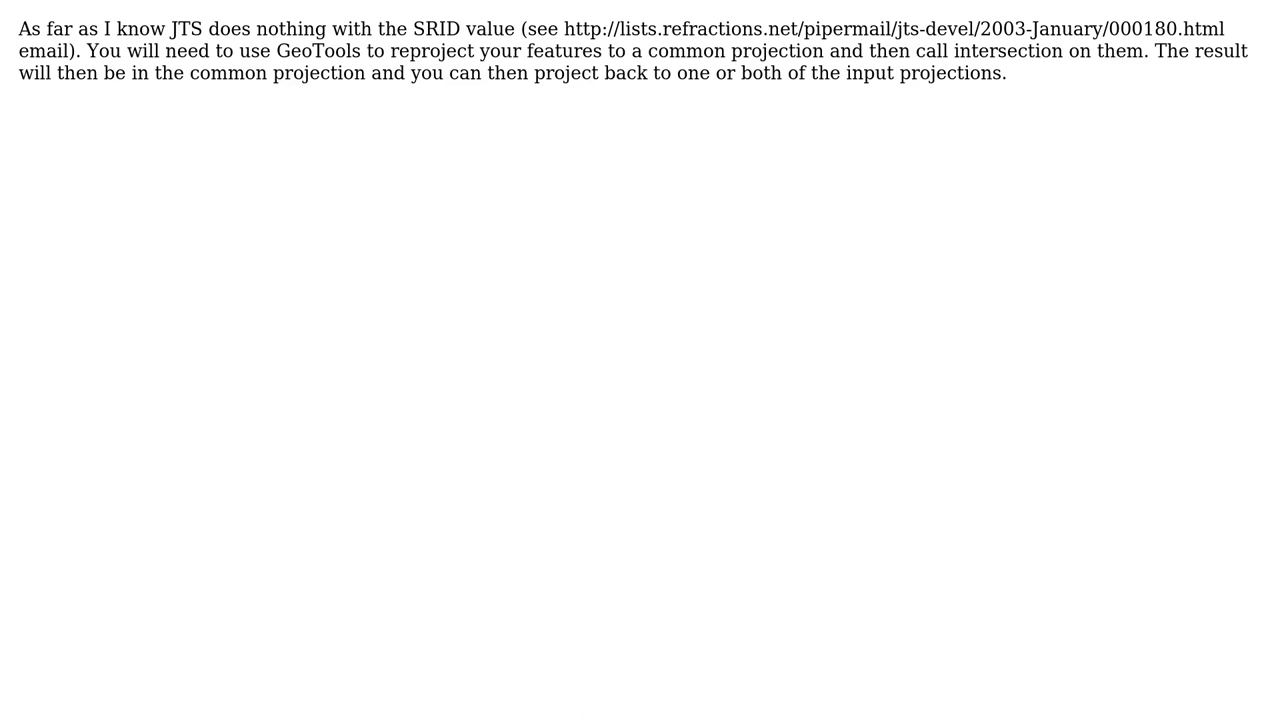 As far as I know JTS does nothing with the SRID value (see http://lists.refractions.net/pipermail/jts-devel/2003-January/000180.html
email). You will need to use GeoTools to reproject your features to a common projection and then call intersection on them. The result
will then be in the common projection and you can then project back to one or both of the input projections.